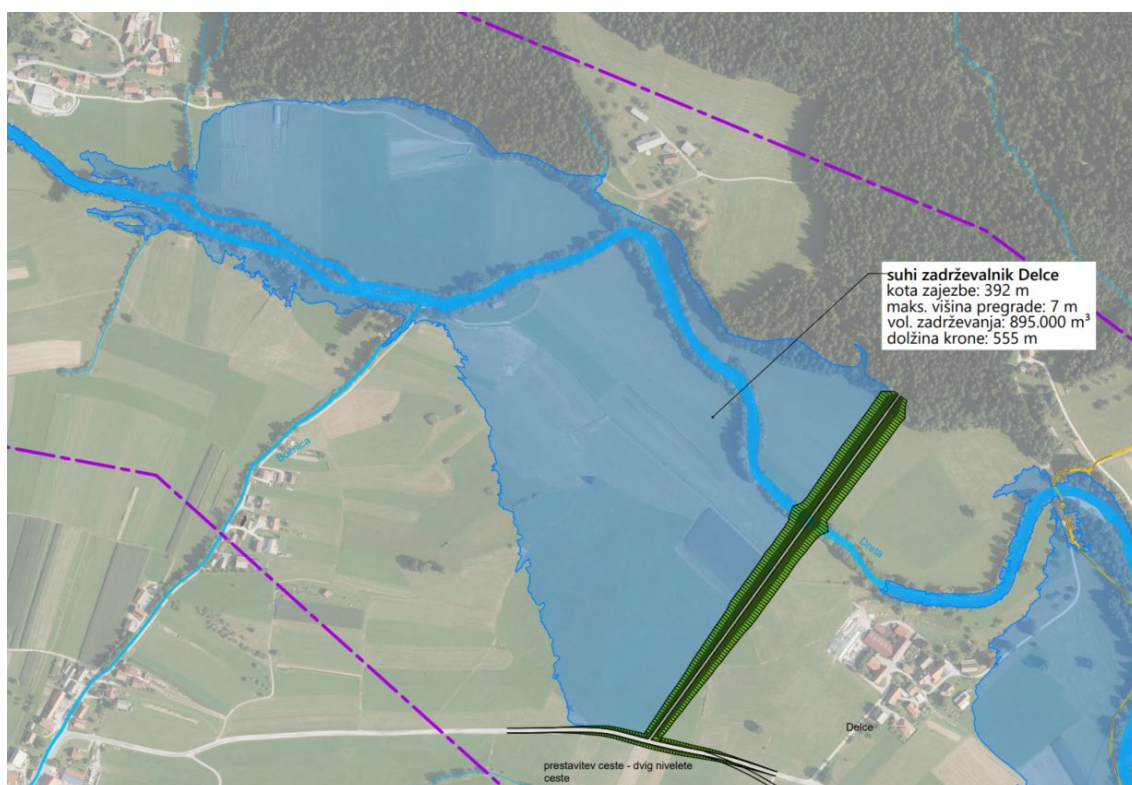 suhi zadrževalnik Delce
kota zajezbe: 392 m
maks. višina pregrade: 7 m
vol. zadrževanja: 895.000 m³
dolžina krone: 555 m
Bočnica
Dreta
Delce
prestavitev ceste - dvig nivelete
ceste